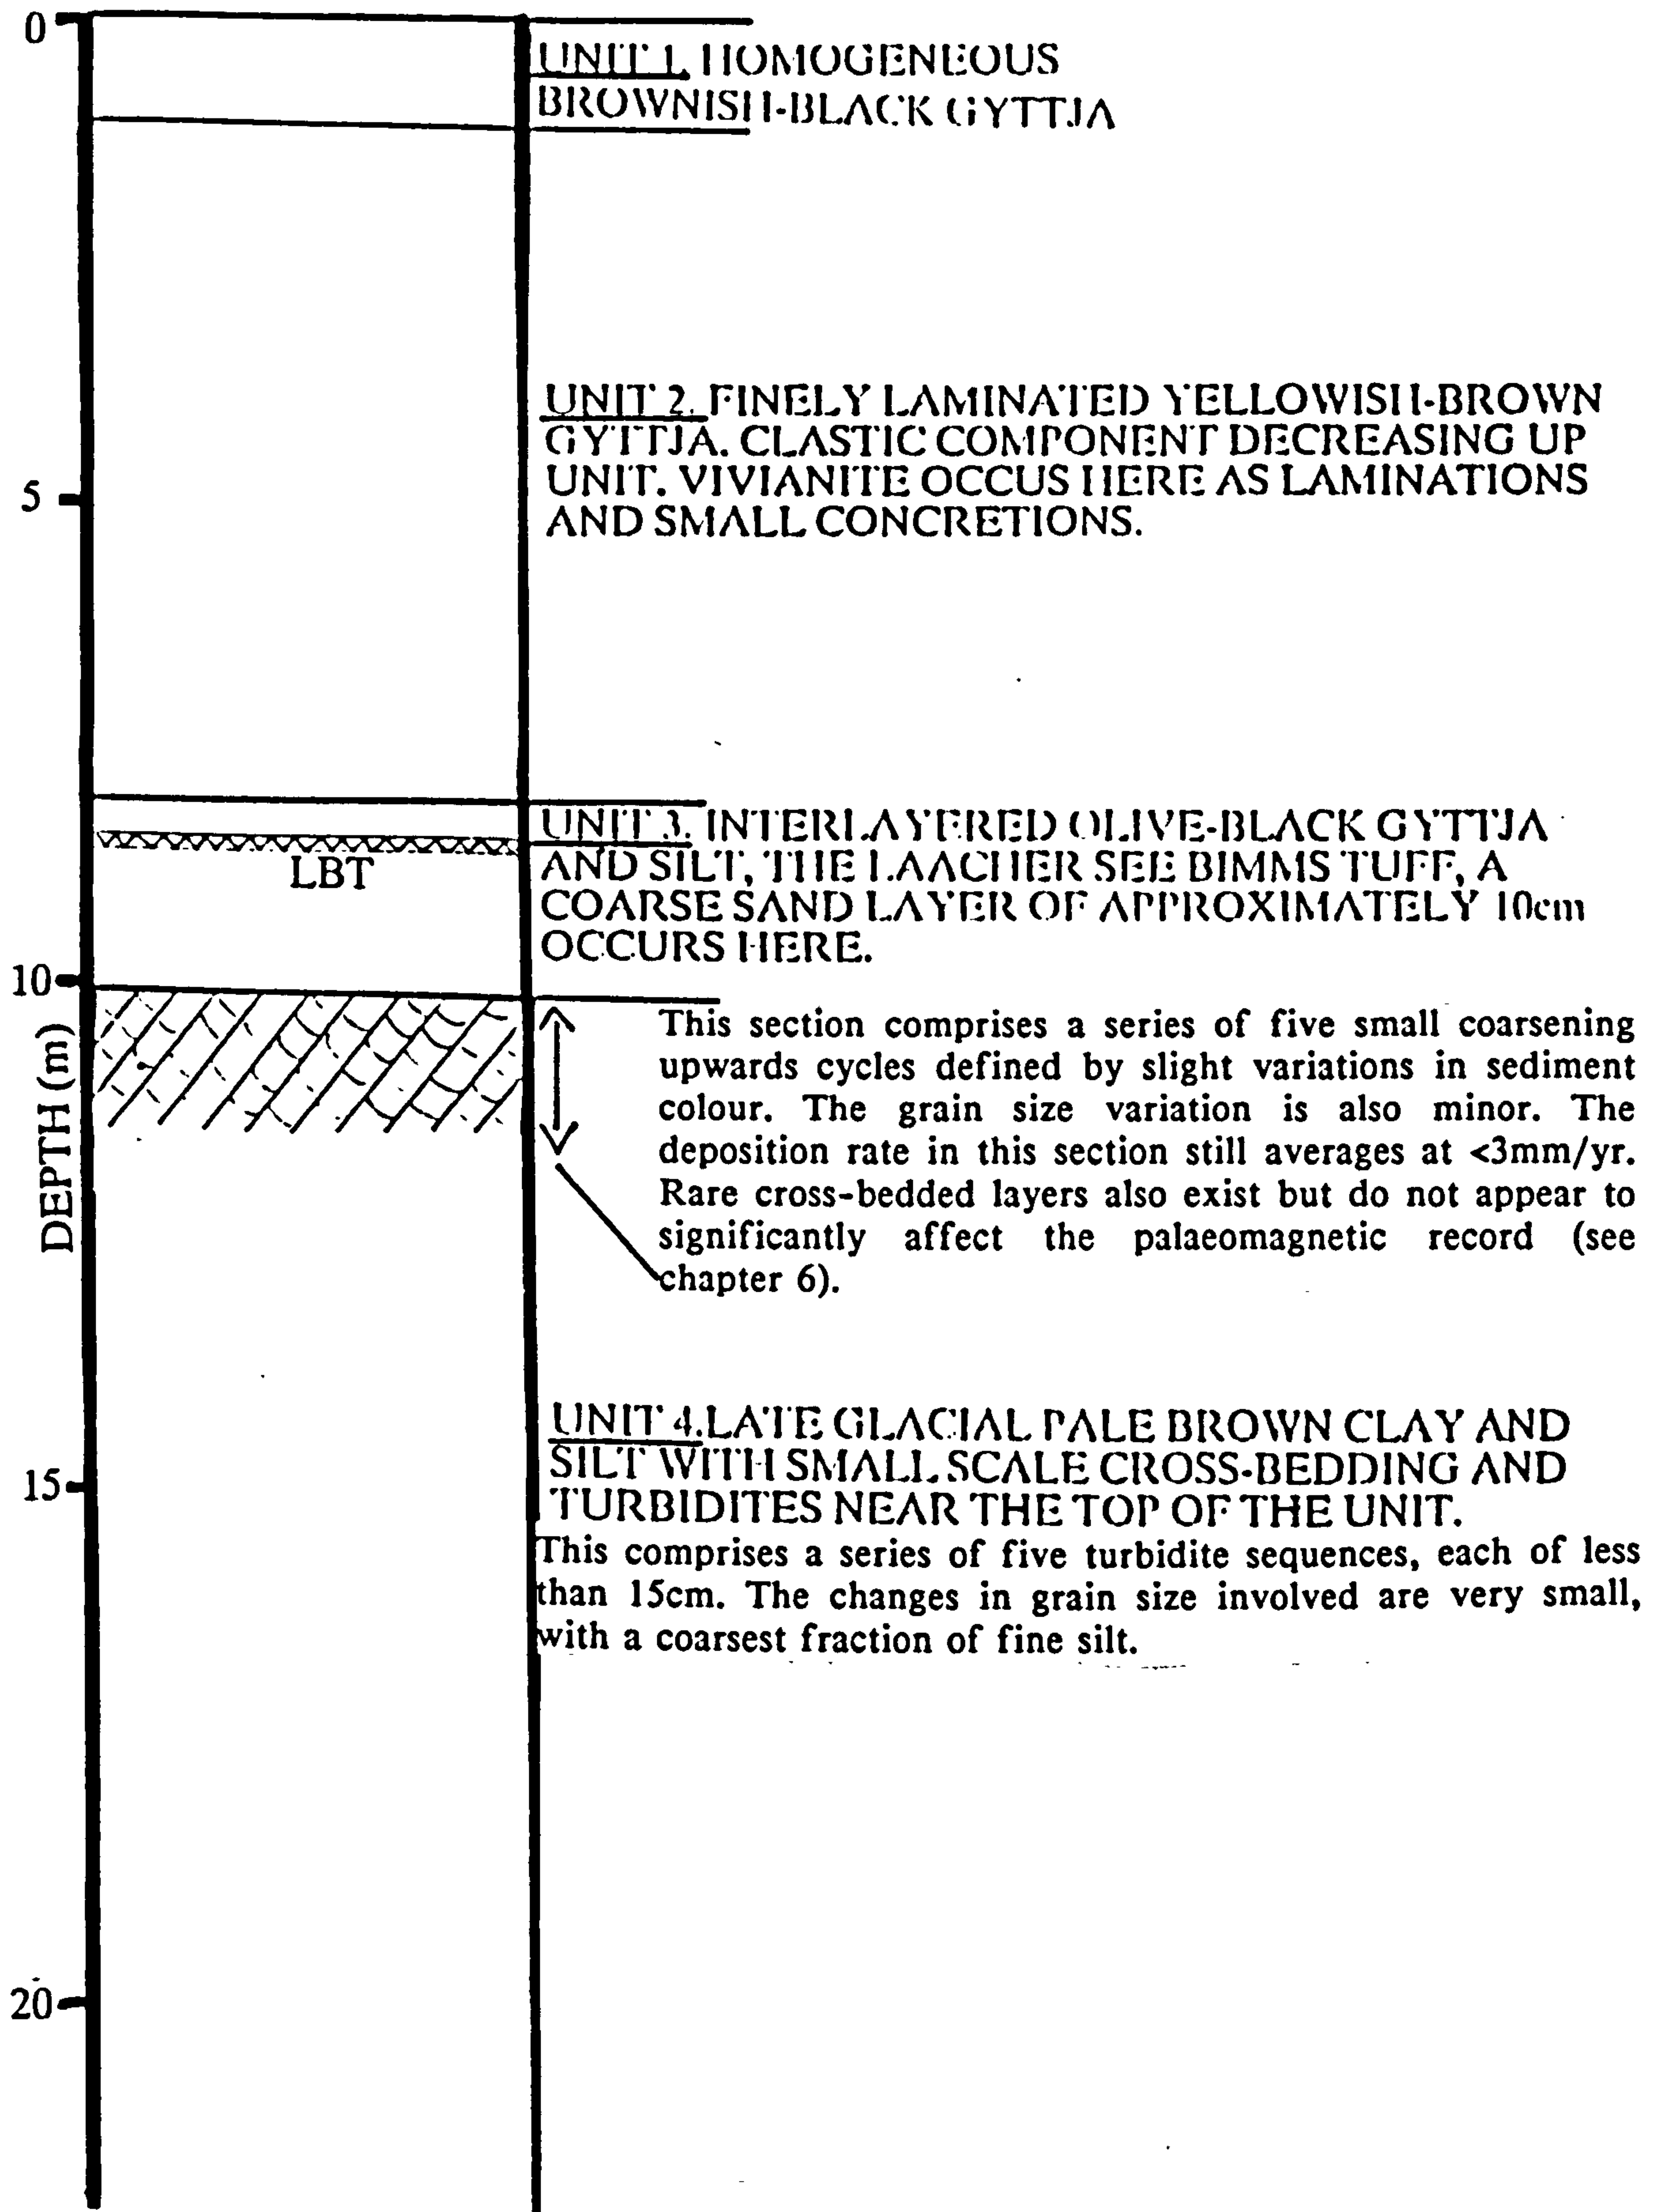 0
UNIT 1. HOMOGENEOUS
BROWNISH-BLACK GYTTJA
UNIT 2. FINELY LAMINATED YELLOWISH-BROWN
GYTTJA. CLASTIC COMPONENT DECREASING UP
UNIT. VIVIANITE OCCUS HERE AS LAMINATIONS
AND SMALL CONCRETIONS.
5
UNIT 3. INTERLAYERED OLIVE-BLACK GYTTJA
AND SILT, THE LAACHER SEE BIMMS TUFF, A
COARSE SAND LAYER OF APPROXIMATELY 10cm
OCCURS HERE.
LBT
10
DEPTH (m)
This section comprises a series of five small coarsening
upwards cycles defined by slight variations in sediment
colour. The grain size variation is also minor. The
deposition rate in this section still averages at <3mm/yr.
Rare cross-bedded layers also exist but do not appear to
significantly affect the palaeomagnetic record (see
chapter 6).
UNIT 4.LATE GLACIAL PALE BROWN CLAY AND
SILT WITH SMALL SCALE CROSS-BEDDING AND
TURBIDITES NEAR THE TOP OF THE UNIT.
15
This comprises a series of five turbidite sequences, each of less
than 15cm. The changes in grain size involved are very small,
with a coarsest fraction of fine silt.
20